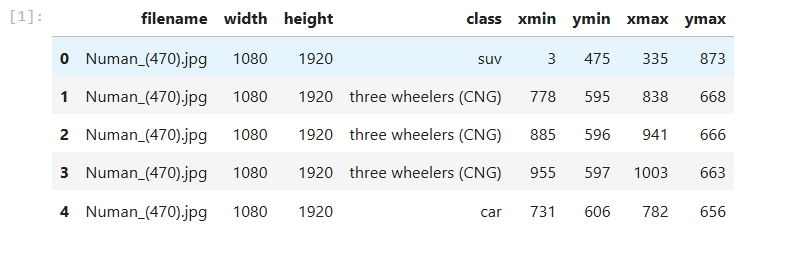 [1]:
filename width height class xmin ymin xmax ymax
0 Numan_(470).jpg 1080 1920 suv 3 475 335 873
1 Numan_(470).jpg 1080 1920 three wheelers (CNG) 778 595 838 668
2 Numan_(470).jpg 1080 1920 three wheelers (CNG) 885 596 941 666
3 Numan_(470).jpg 1080 1920 three wheelers (CNG) 955 597 1003 663
4 Numan_(470).jpg 1080 1920 car 731 606 782 656